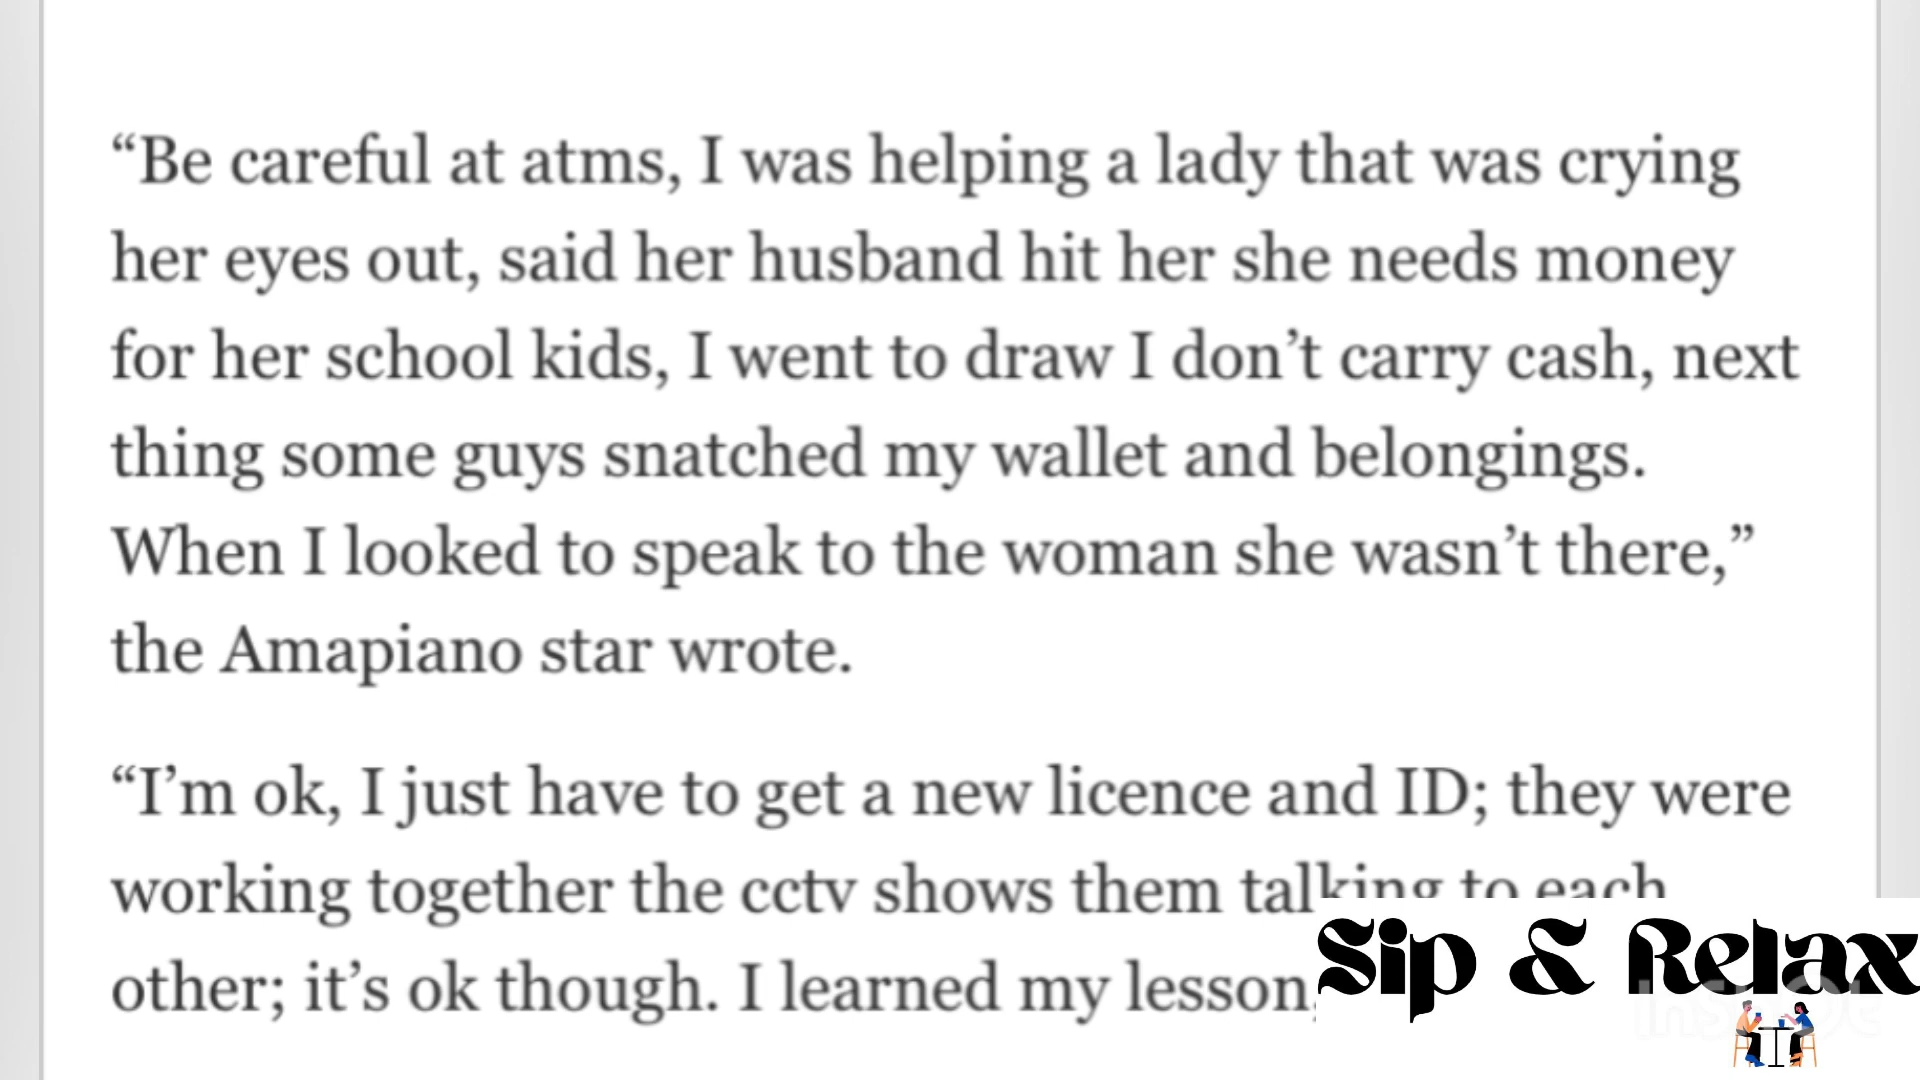 “Be careful at atms, I was helping a lady that was crying
her eyes out, said her husband hit her she needs money
for her school kids, I went to draw I don’t carry cash, next
thing some guys snatched my wallet and belongings.
When I looked to speak to the woman she wasn’t there,”
the Amapiano star wrote.
“I’m ok, I just have to get a new licence and ID; they were
working together the cctv shows them talking to each
other; it’s ok though. I learned my lesson.
Sip & Relax
InShot